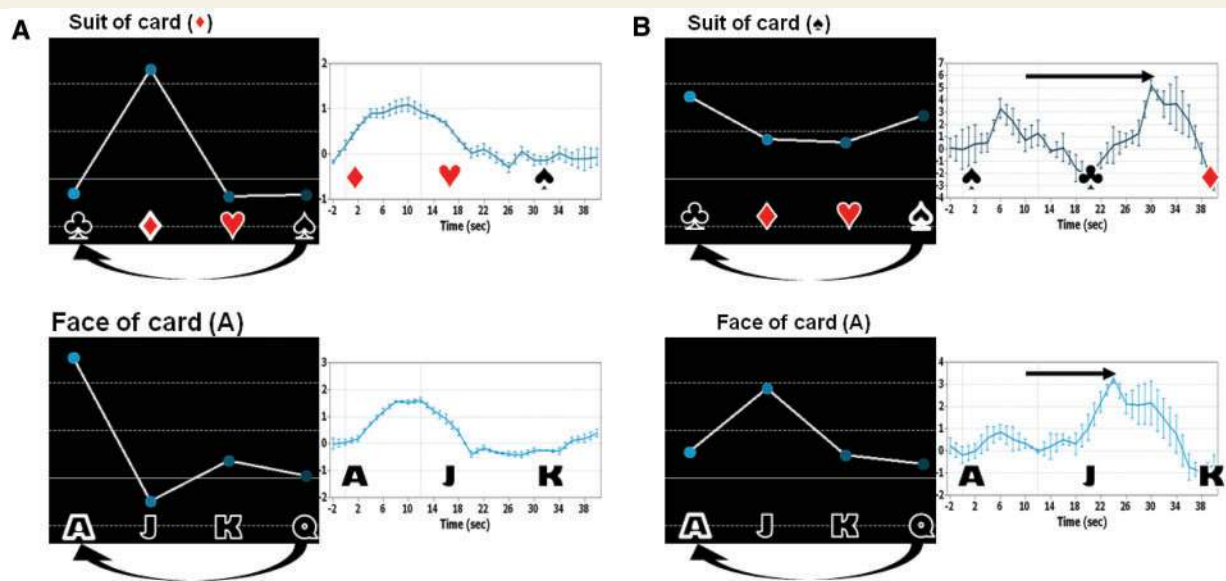 A
Suit of card (♦)
2
1
0
-1
♣ ♦ ♥ ♠
♦ ♥ ♠
-2 2 6 10 14 18 22 26 30 34 38
Time (sec)
Face of card (A)
3
2
1
0
-1
-2
A J K Q
A J K
-2 2 6 10 14 18 22 26 30 34 38
Time (sec)
B
Suit of card (♠)
7
6
5
4
3
2
1
0
-1
-2
-3
-4
♣ ♦ ♥ ♠
♠ ♣ ♦
-2 2 6 10 14 18 22 26 30 34 38
Time (sec)
Face of card (A)
4
3
2
1
0
-1
-2
A J K Q
A J K
-2 2 6 10 14 18 22 26 30 34 38
Time (sec)